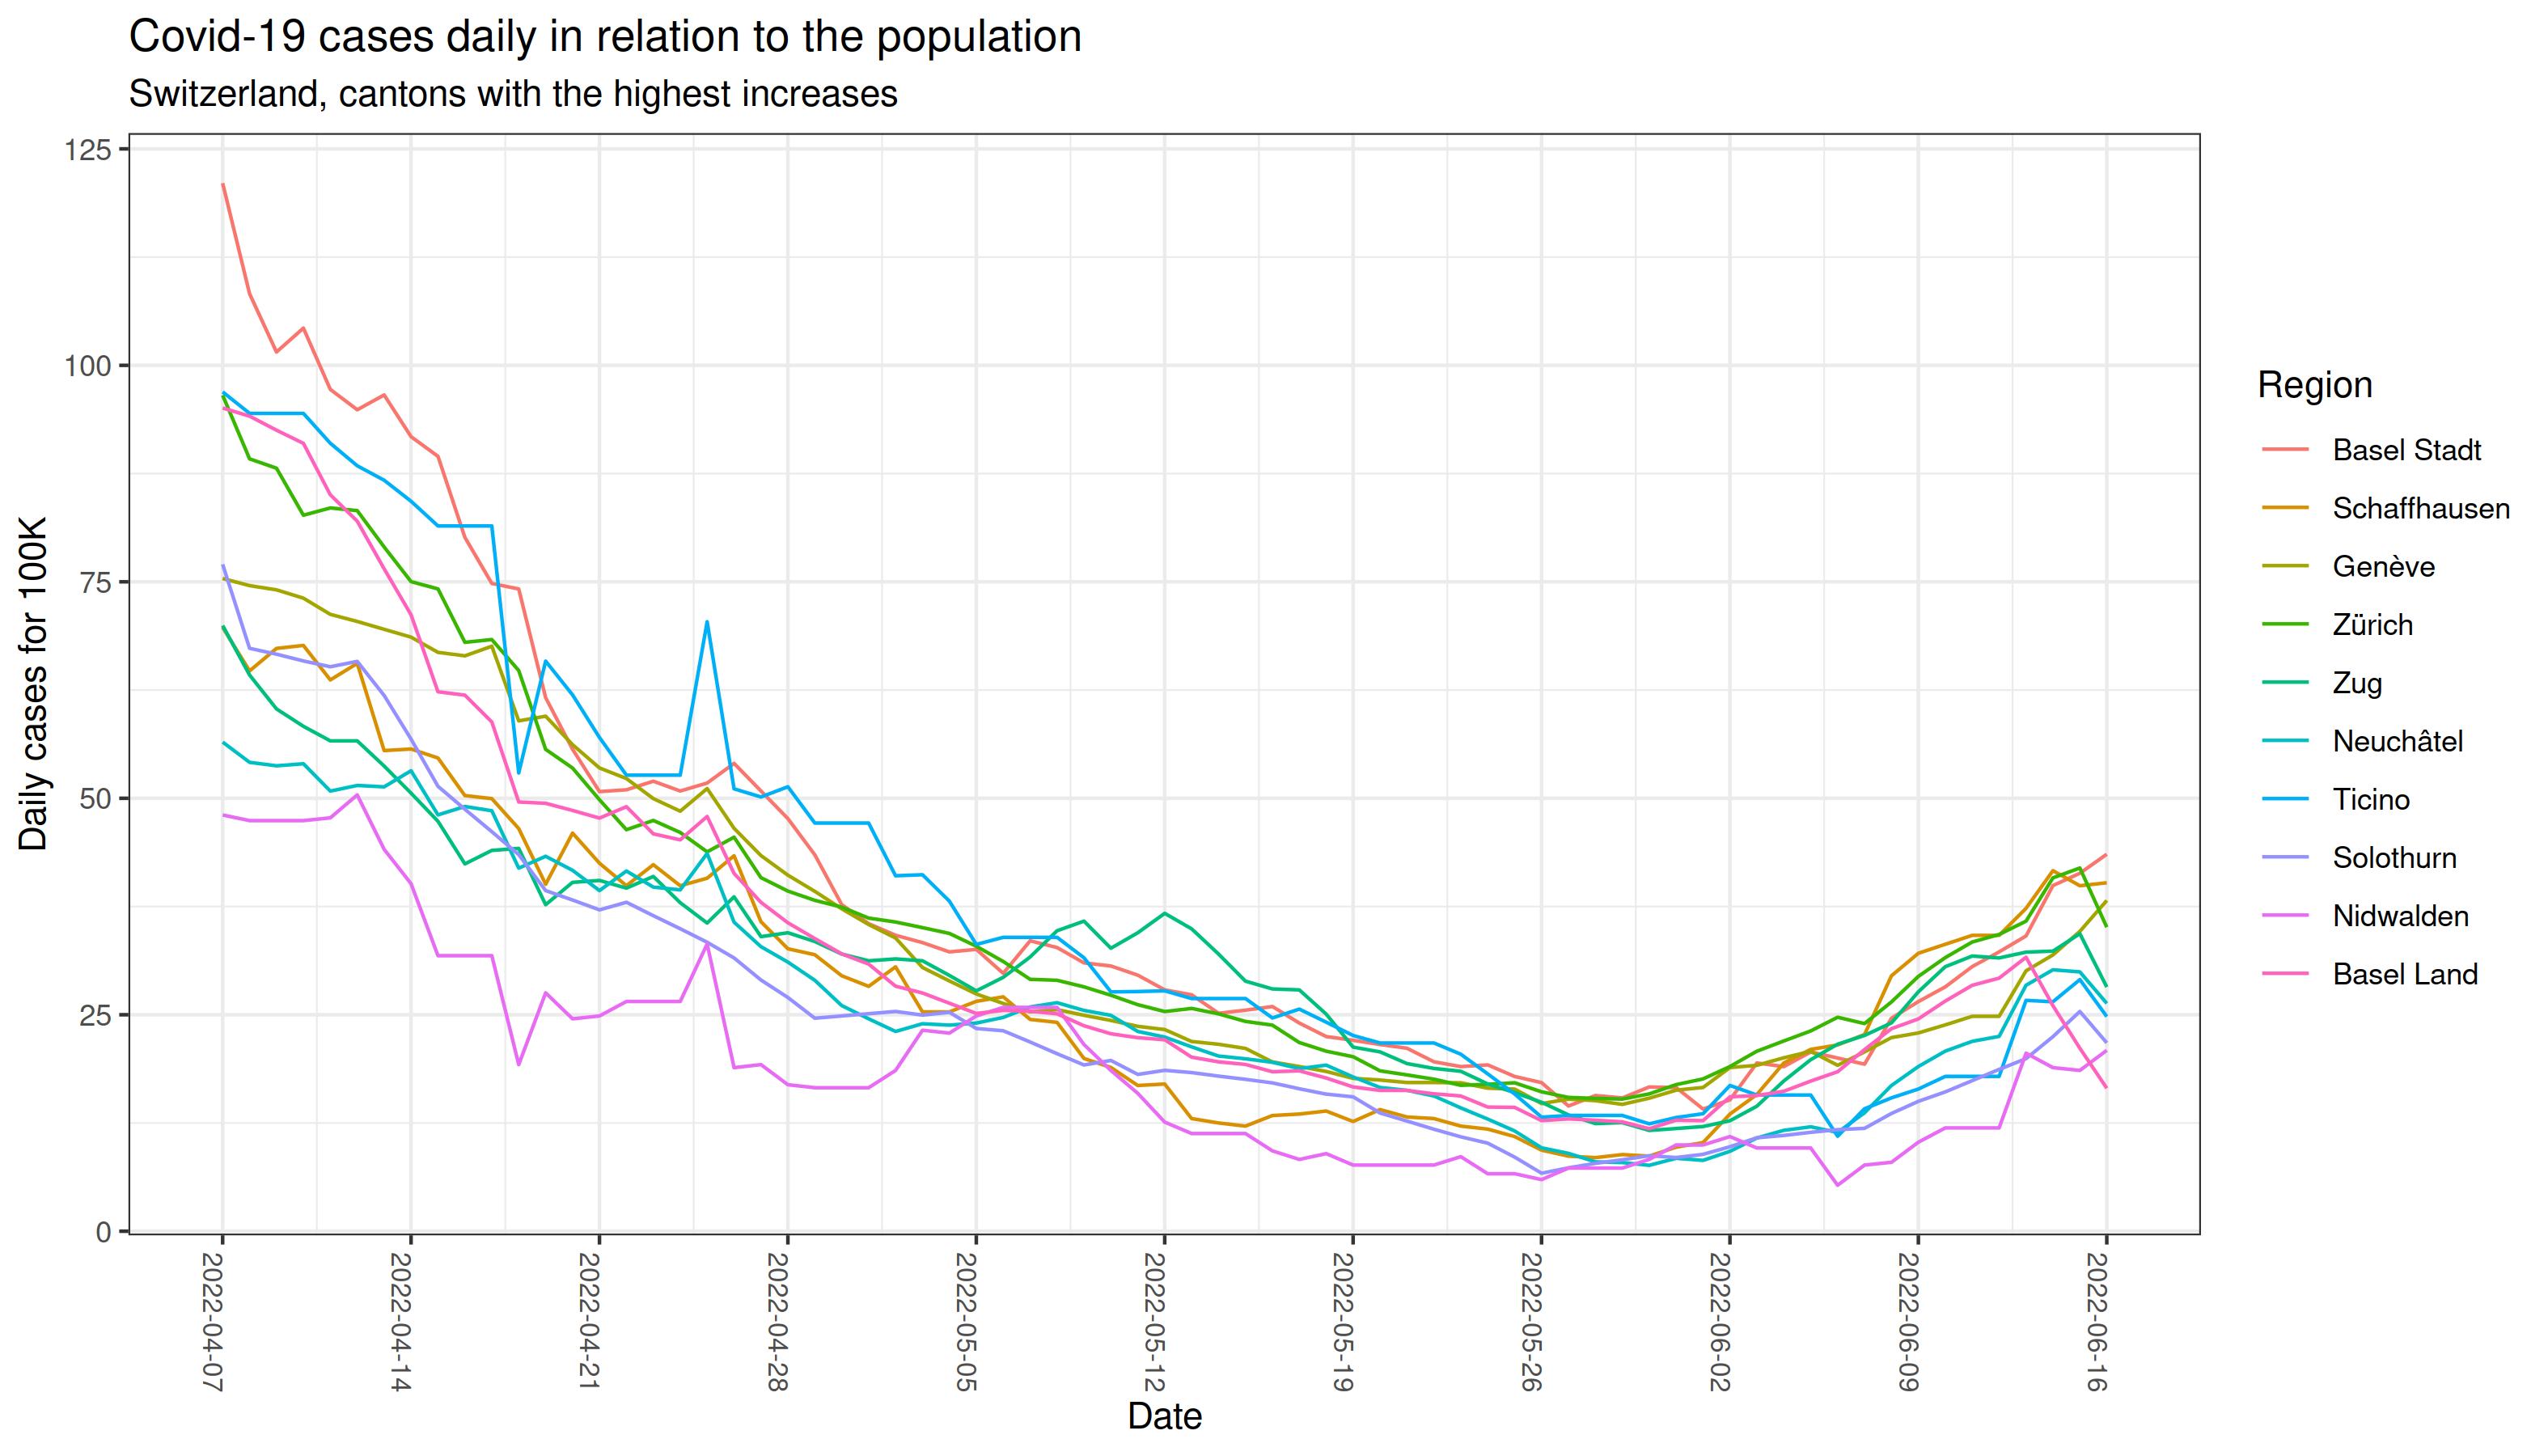 Covid-19 cases daily in relation to the population
Switzerland, cantons with the highest increases
Daily cases for 100K
125
100
75
50
25
0
2022-04-07
2022-04-14
2022-04-21
2022-04-28
2022-05-05
2022-05-12
2022-05-19
2022-05-26
2022-06-02
2022-06-09
2022-06-16
Date
Region
Basel Stadt
Schaffhausen
Genève
Zürich
Zug
Neuchâtel
Ticino
Solothurn
Nidwalden
Basel Land